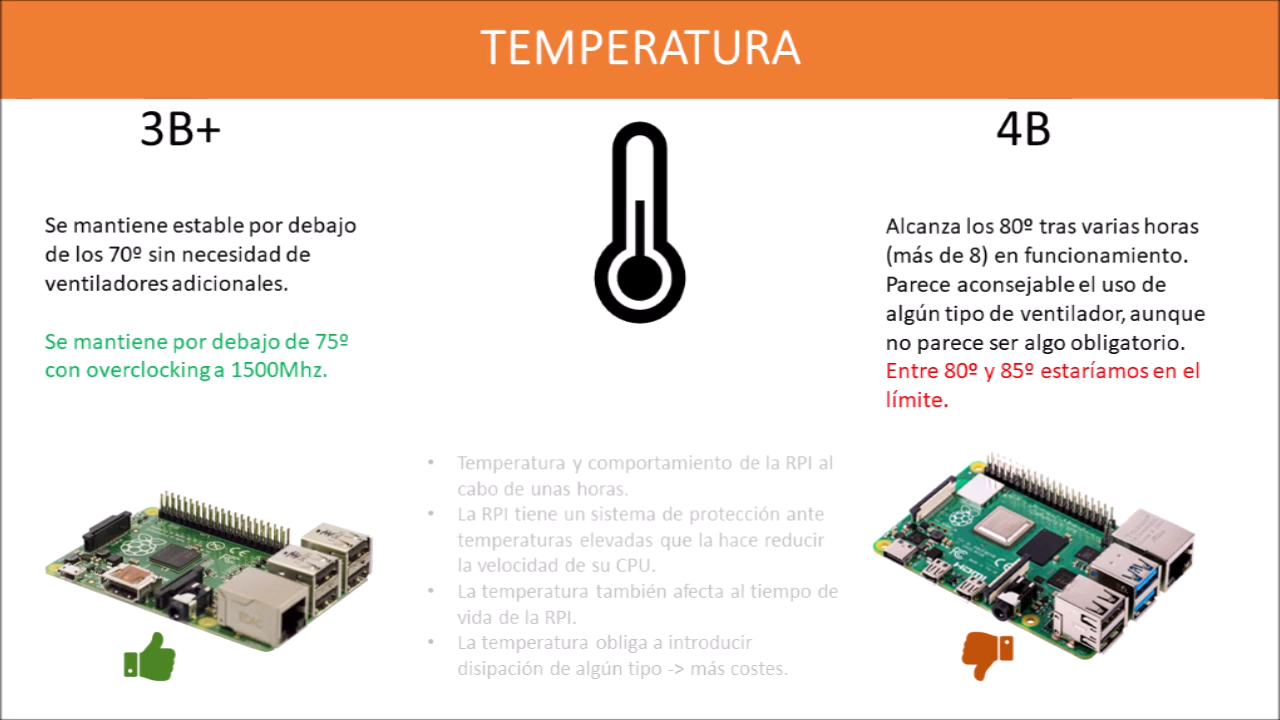 TEMPERATURA
3B+
4B
Se mantiene estable por debajo
de los 70º sin necesidad de
ventiladores adicionales.
Se mantiene por debajo de 75º
con overclocking a 1500Mhz.
Alcanza los 80º tras varias horas
(más de 8) en funcionamiento.
Parece aconsejable el uso de
algún tipo de ventilador, aunque
no parece ser algo obligatorio.
Entre 80º y 85º estaríamos en el
límite.
• Temperatura y comportamiento de la RPI al
cabo de unas horas.
• La RPI tiene un sistema de protección ante
temperaturas elevadas que la hace reducir
la velocidad de su CPU.
• La temperatura también afecta al tiempo de
vida de la RPI.
• La temperatura obliga a introducir
disipación de algún tipo -> más costes.
FC
HDMI